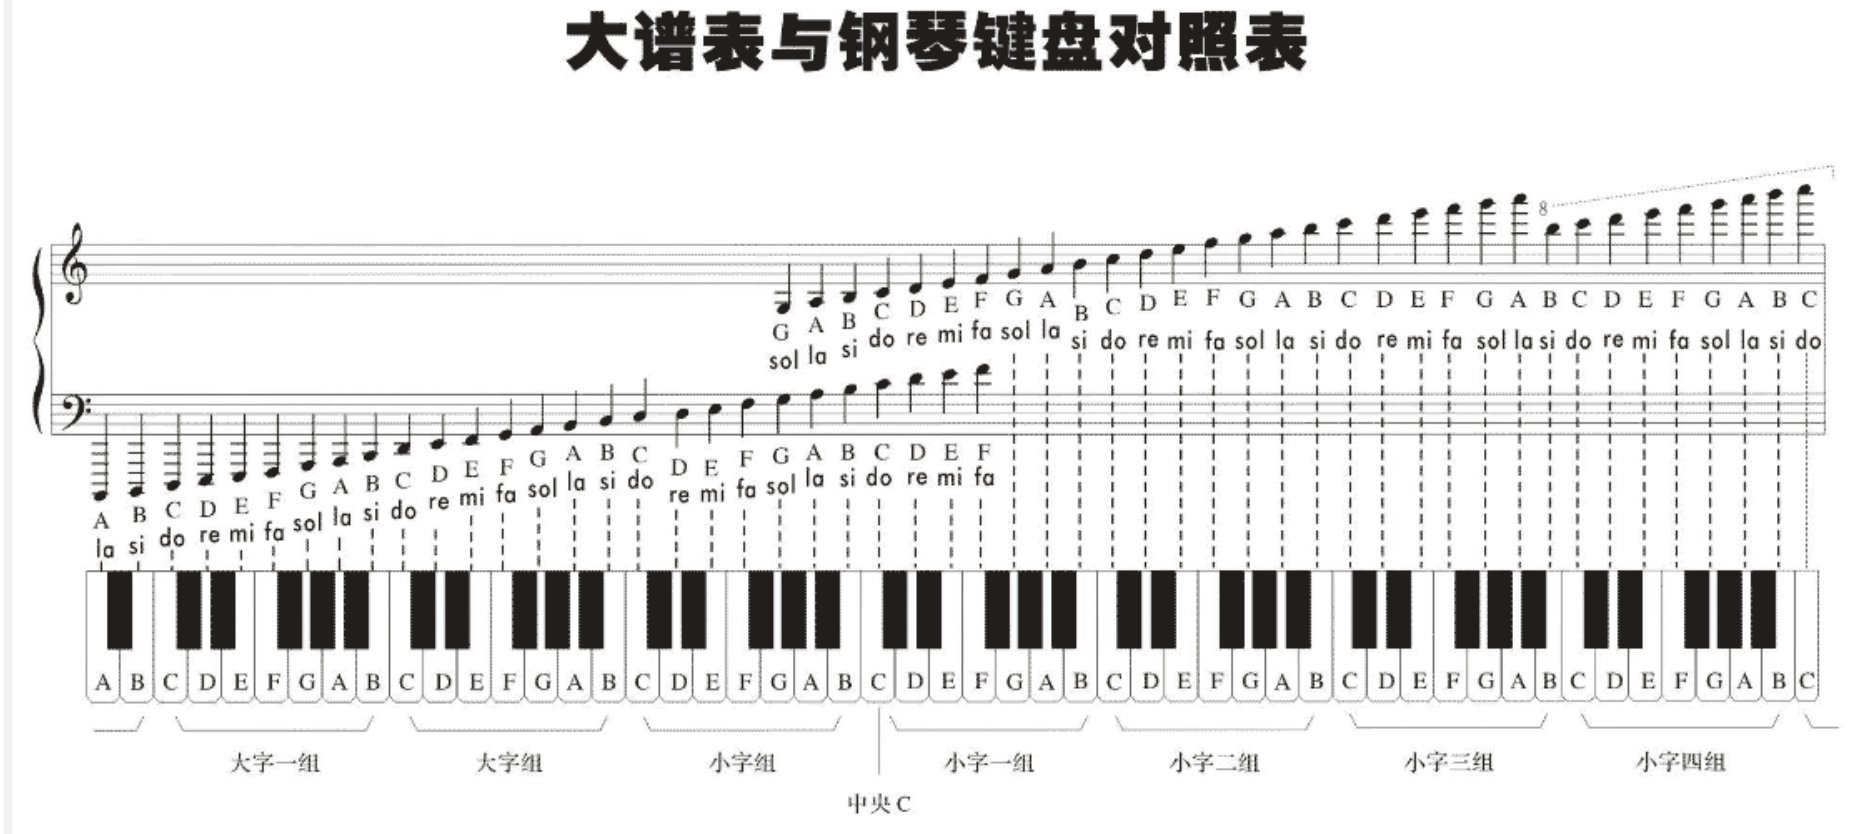 大谱表与钢琴键盘对照表
8
G A B C D E F G A B C D E F G A B C D E F G A B C D E F G A B C
sol la si do re mi fa sol la si do re mi fa sol la si do re mi fa sol la si do re mi fa sol la si do
A B C D E F G A B C D E F G A B C D E F G A B C D E F
la si do re mi fa sol la si do re mi fa sol la si do re mi fa sol la si do re mi fa
A B C D E F G A B C D E F G A B C D E F G A B C D E F G A B C D E F G A B C D E F G A B C D E F G A B C
大字一组 大字组 小字组 小字一组 小字二组 小字三组 小字四组
中央 C